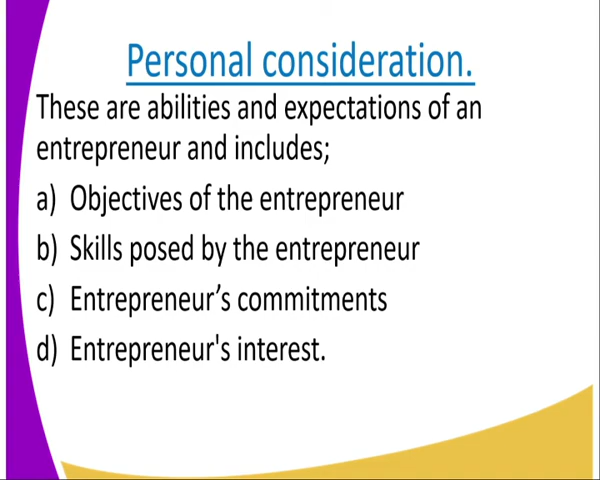 Personal consideration.
These are abilities and expectations of an
entrepreneur and includes;
a) Objectives of the entrepreneur
b) Skills posed by the entrepreneur
c) Entrepreneur’s commitments
d) Entrepreneur's interest.